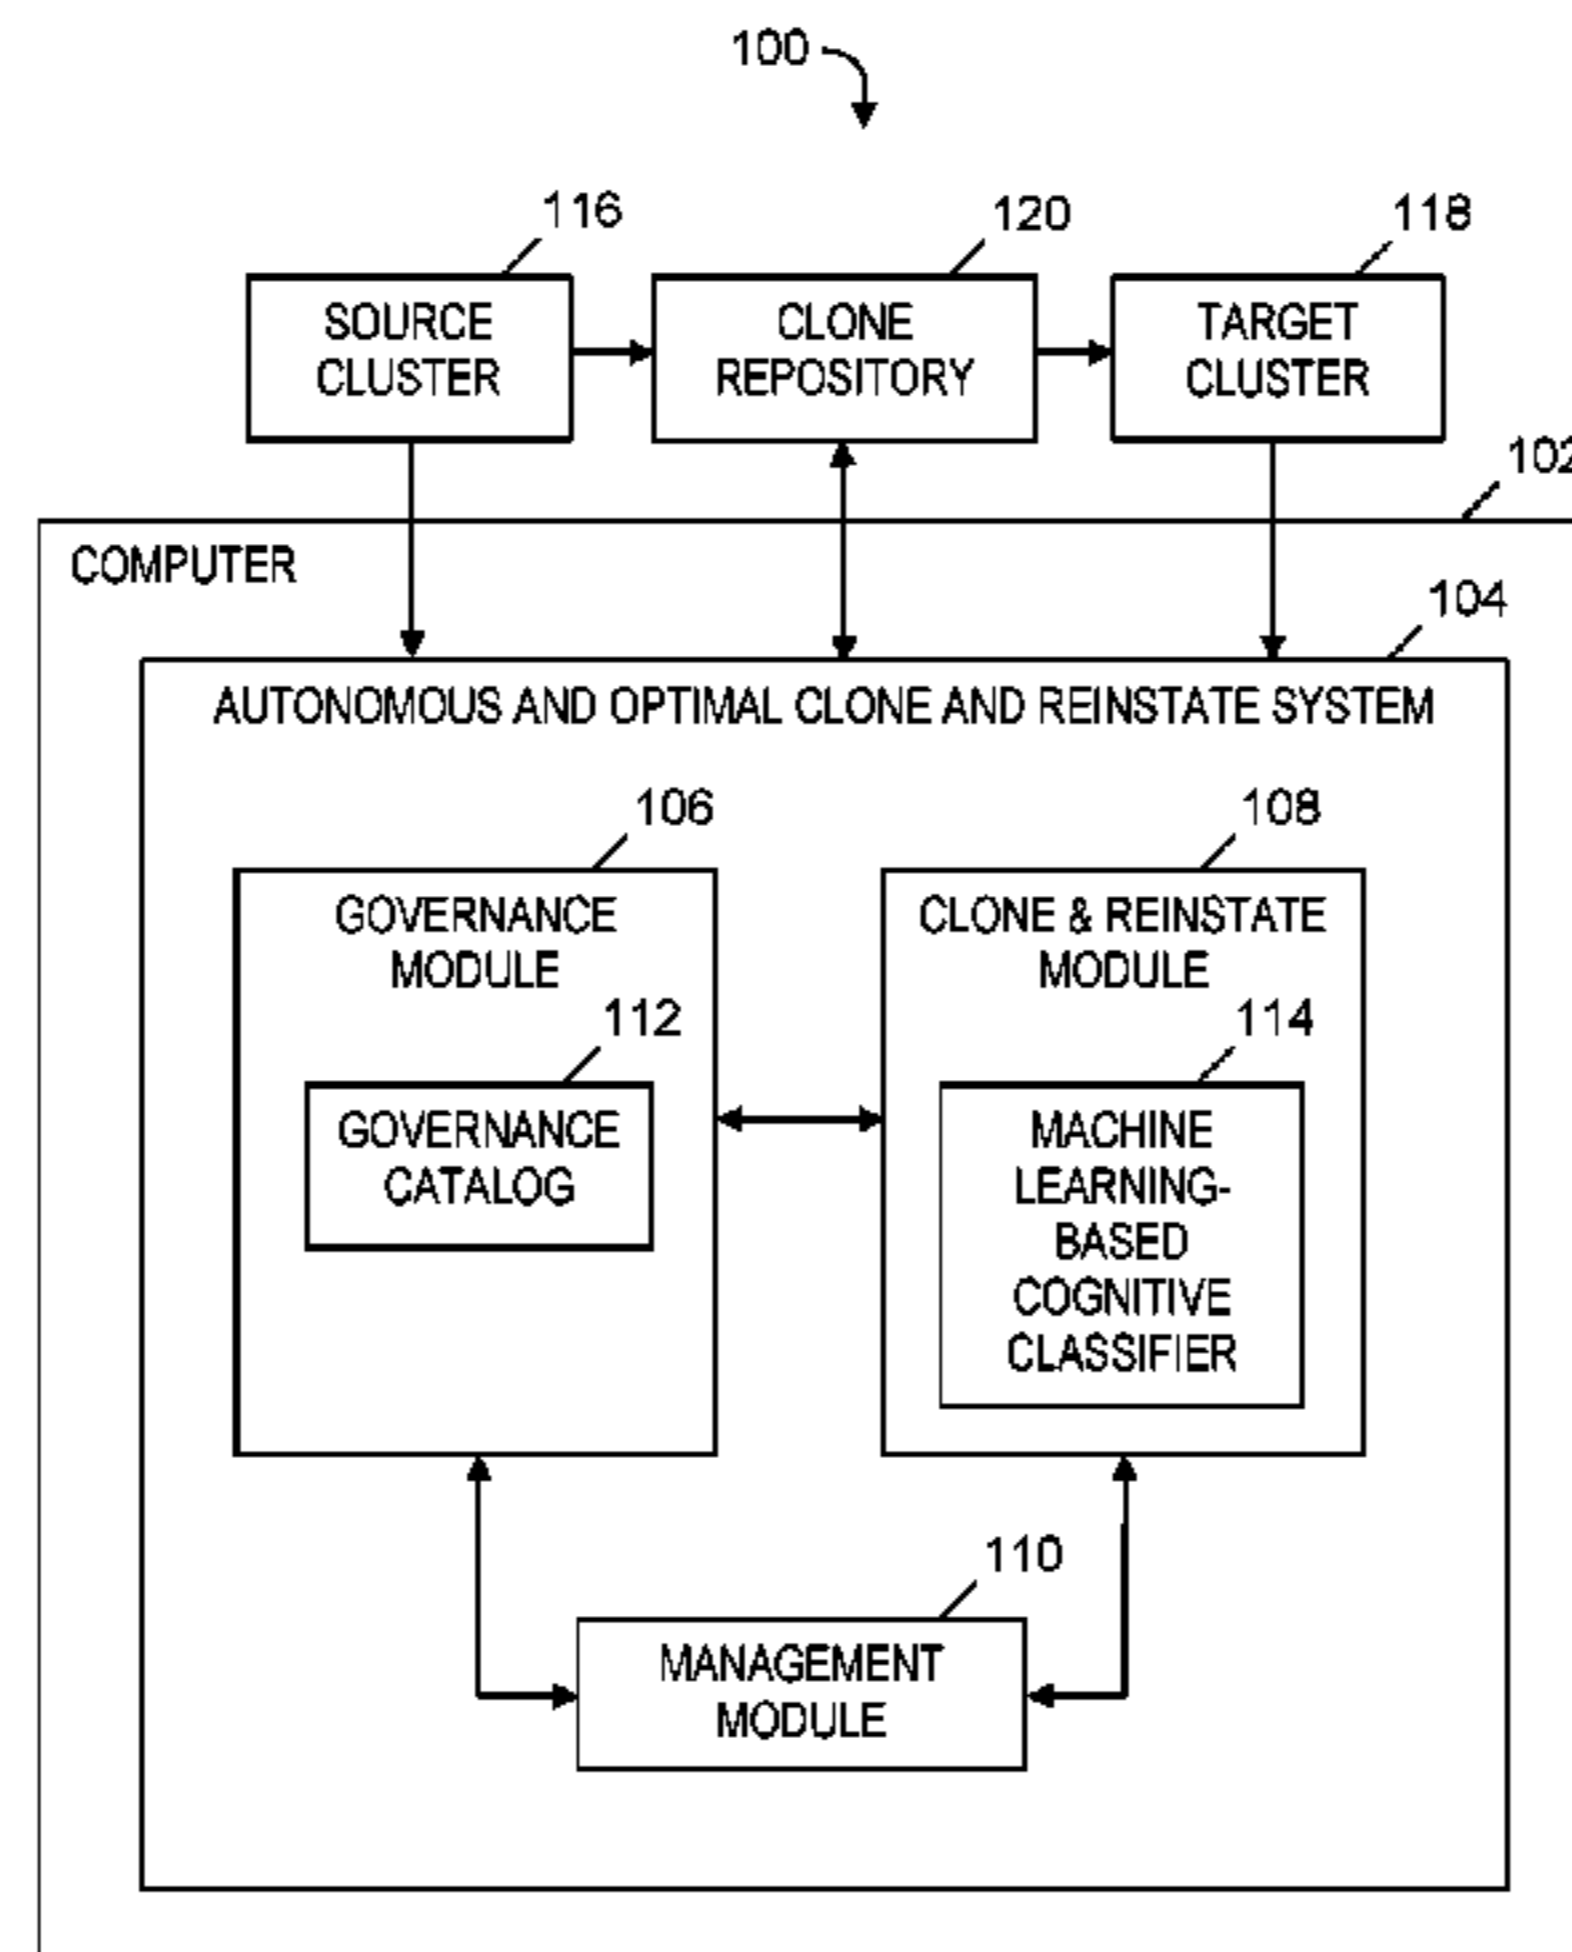 100
116
120
118
SOURCE
CLUSTER
CLONE
REPOSITORY
TARGET
CLUSTER
102
COMPUTER
104
AUTONOMOUS AND OPTIMAL CLONE AND REINSTATE SYSTEM
106
108
GOVERNANCE
MODULE
CLONE & REINSTATE
MODULE
112
114
GOVERNANCE
CATALOG
MACHINE
LEARNING-
BASED
COGNITIVE
CLASSIFIER
110
MANAGEMENT
MODULE